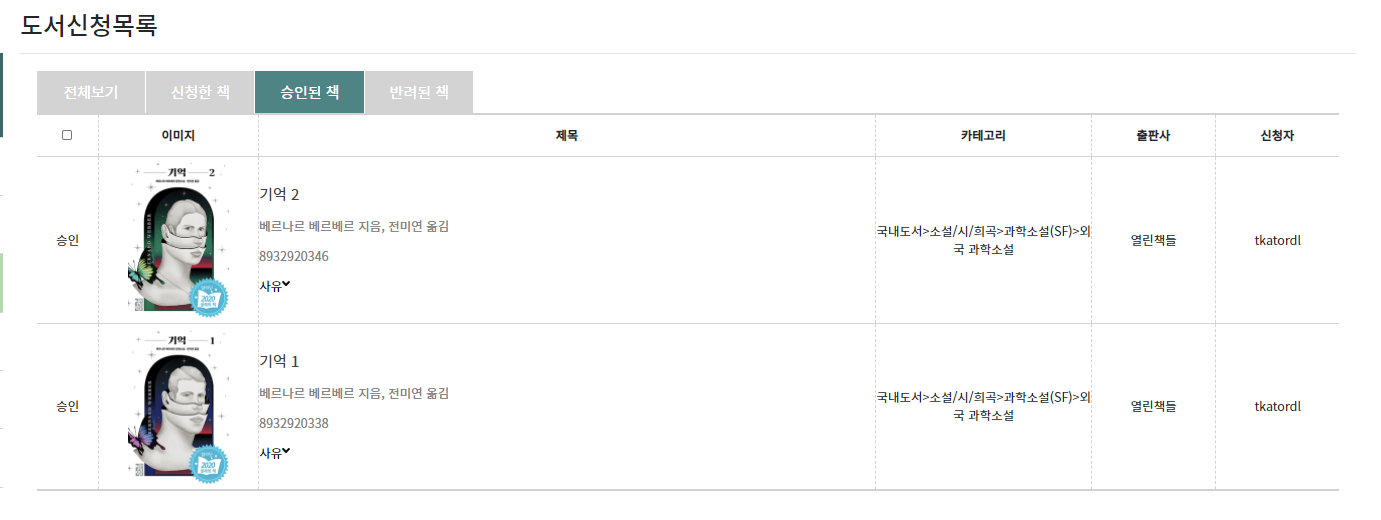 도서신청목록
전체보기 신청한 책 승인된 책 반려된 책
이미지 제목 카테고리 출판사 신청자
기억 2
승인
기억 2
베르나르 베르베르 지음, 전미연 옮김
8932920346
사유
국내도서>소설/시/희곡>과학소설(SF)>외
국 과학소설
열린책들
tkatordl
2020
기억 1
승인
기억 1
베르나르 베르베르 지음, 전미연 옮김
8932920338
사유
국내도서>소설/시/희곡>과학소설(SF)>외
국 과학소설
열린책들
tkatordl
2020